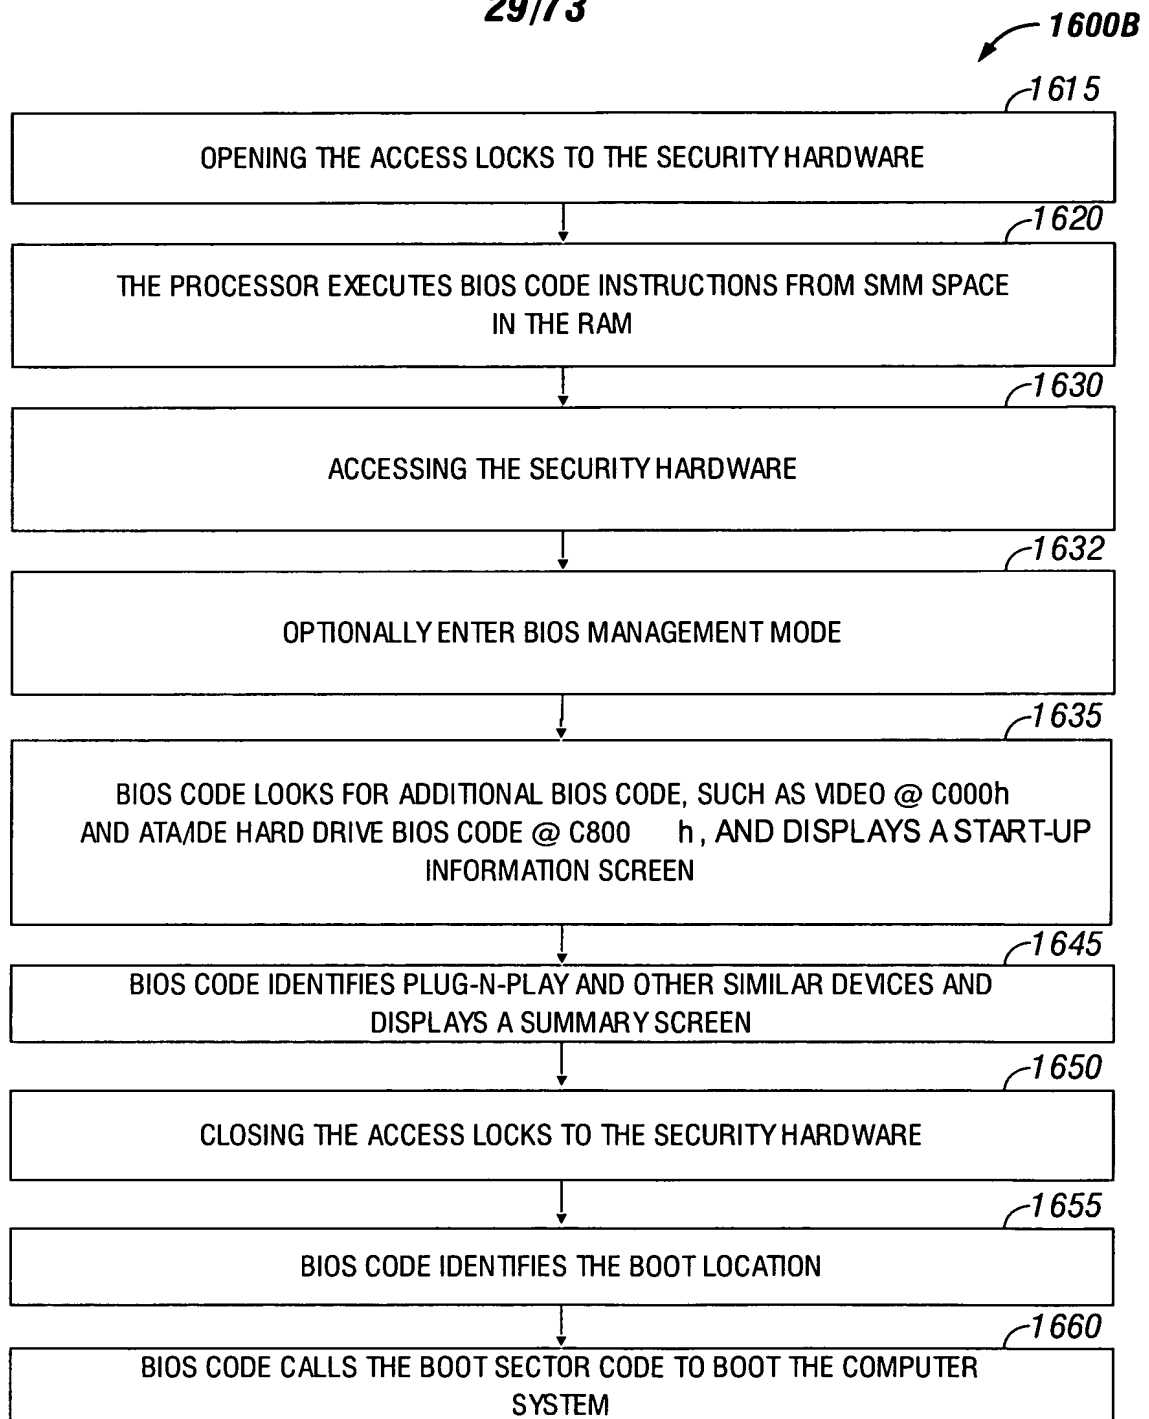 29/73
1600B
1615
OPENING THE ACCESS LOCKS TO THE SECURITY HARDWARE
1620
THE PROCESSOR EXECUTES BIOS CODE INSTRUCTIONS FROM SMM SPACE
IN THE RAM
1630
ACCESSING THE SECURITY HARDWARE
1632
OPTIONALLY ENTER BIOS MANAGEMENT MODE
1635
BIOS CODE LOOKS FOR ADDITIONAL BIOS CODE, SUCH AS VIDEO @ C000h
AND ATA/IDE HARD DRIVE BIOS CODE @ C800 h, AND DISPLAYS A START-UP
INFORMATION SCREEN
1645
BIOS CODE IDENTIFIES PLUG-N-PLAY AND OTHER SIMILAR DEVICES AND
DISPLAYS A SUMMARY SCREEN
1650
CLOSING THE ACCESS LOCKS TO THE SECURITY HARDWARE
1655
BIOS CODE IDENTIFIES THE BOOT LOCATION
1660
BIOS CODE CALLS THE BOOT SECTOR CODE TO BOOT THE COMPUTER
SYSTEM